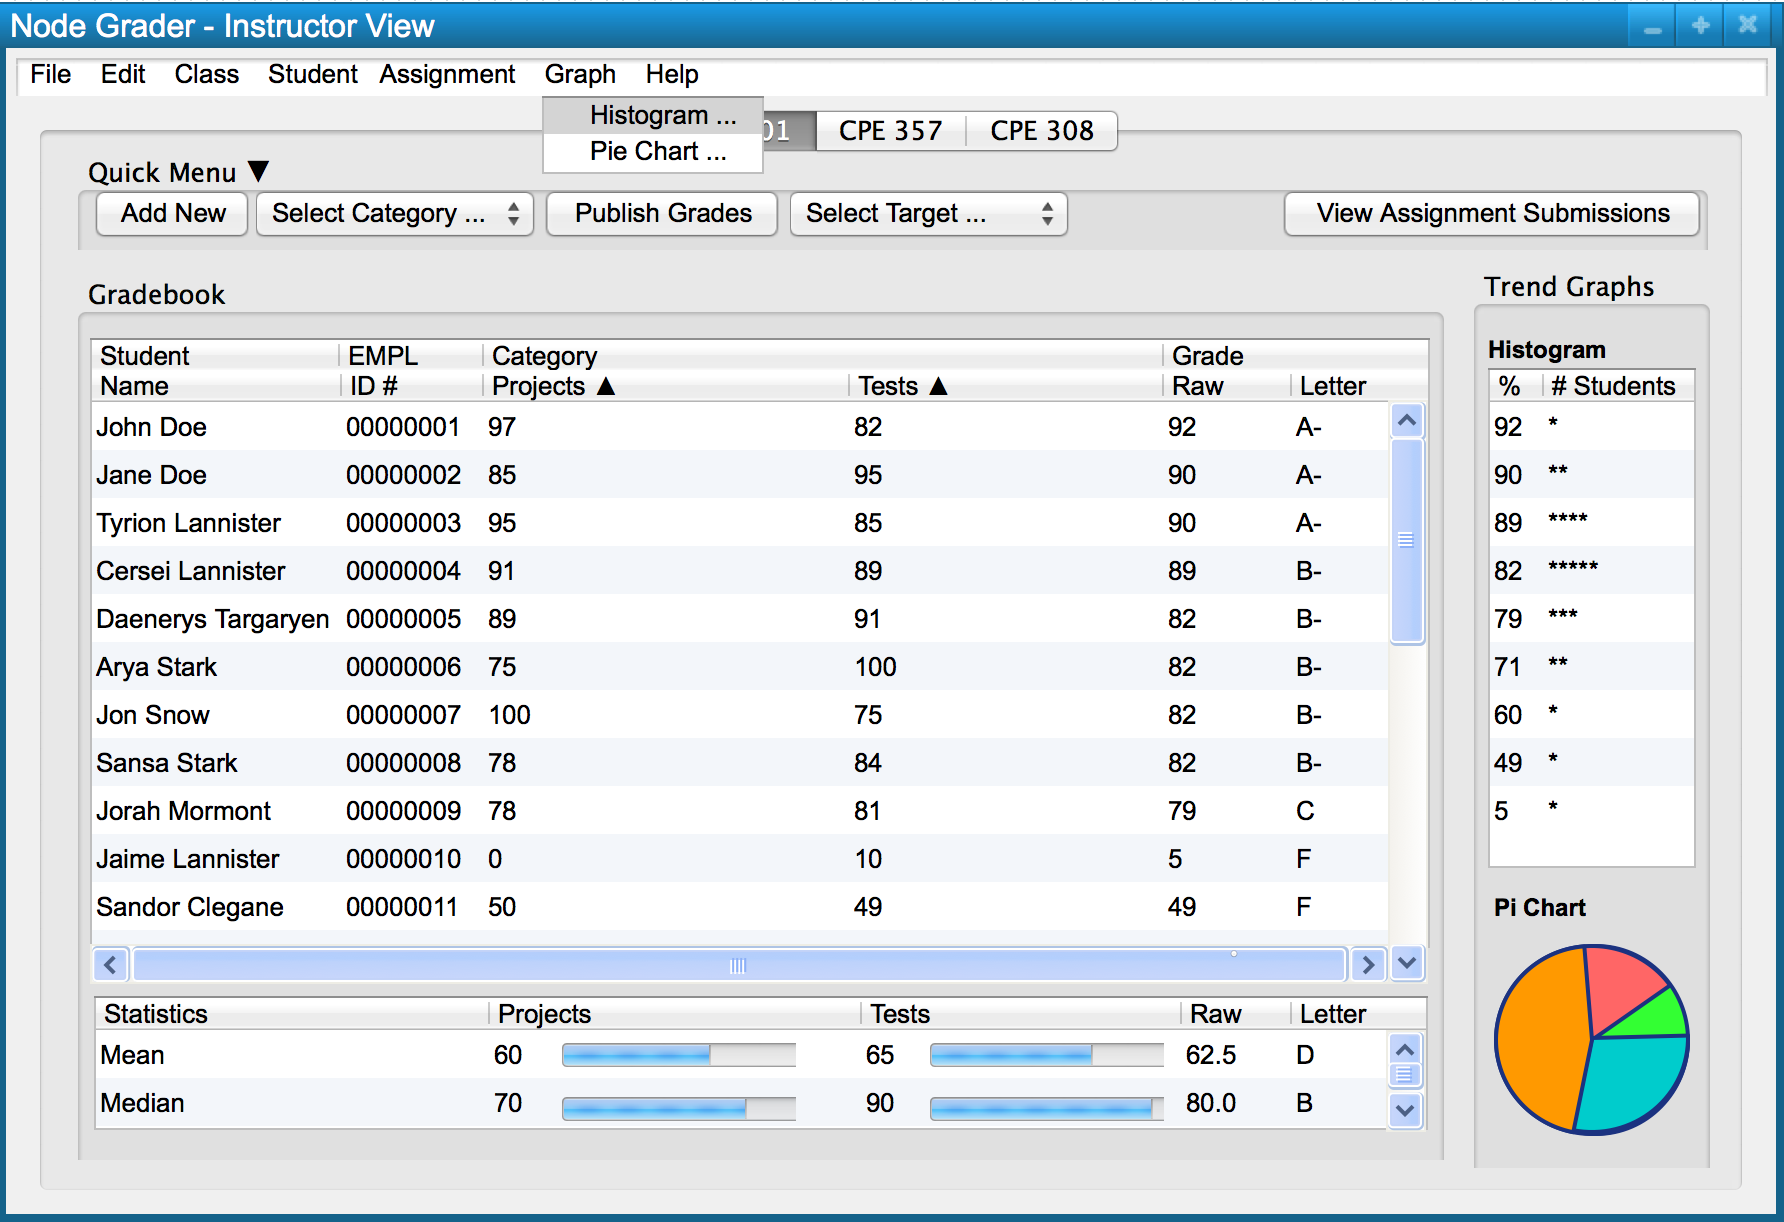 Node Grader - Instructor View
File Edit Class Student Assignment Graph Help
Histogram ...
Pie Chart ...
01 CPE 357 CPE 308
Quick Menu ▼
Add New Select Category ... Publish Grades Select Target ... View Assignment Submissions
Gradebook
Student EMPL Category Grade
Name ID # Projects ▲ Tests ▲ Raw Letter
John Doe 00000001 97 82 92 A-
Jane Doe 00000002 85 95 90 A-
Tyrion Lannister 00000003 95 85 90 A-
Cersei Lannister 00000004 91 89 89 B-
Daenerys Targaryen 00000005 89 91 82 B-
Arya Stark 00000006 75 100 82 B-
Jon Snow 00000007 100 75 82 B-
Sansa Stark 00000008 78 84 82 B-
Jorah Mormont 00000009 78 81 79 C
Jaime Lannister 00000010 0 10 5 F
Sandor Clegane 00000011 50 49 49 F
Statistics Projects Tests Raw Letter
Mean 60 65 62.5 D
Median 70 90 80.0 B
Trend Graphs
Histogram
% # Students
92 *
90 **
89 ****
82 *****
79 ***
71 **
60 *
49 *
5 *
Pi Chart